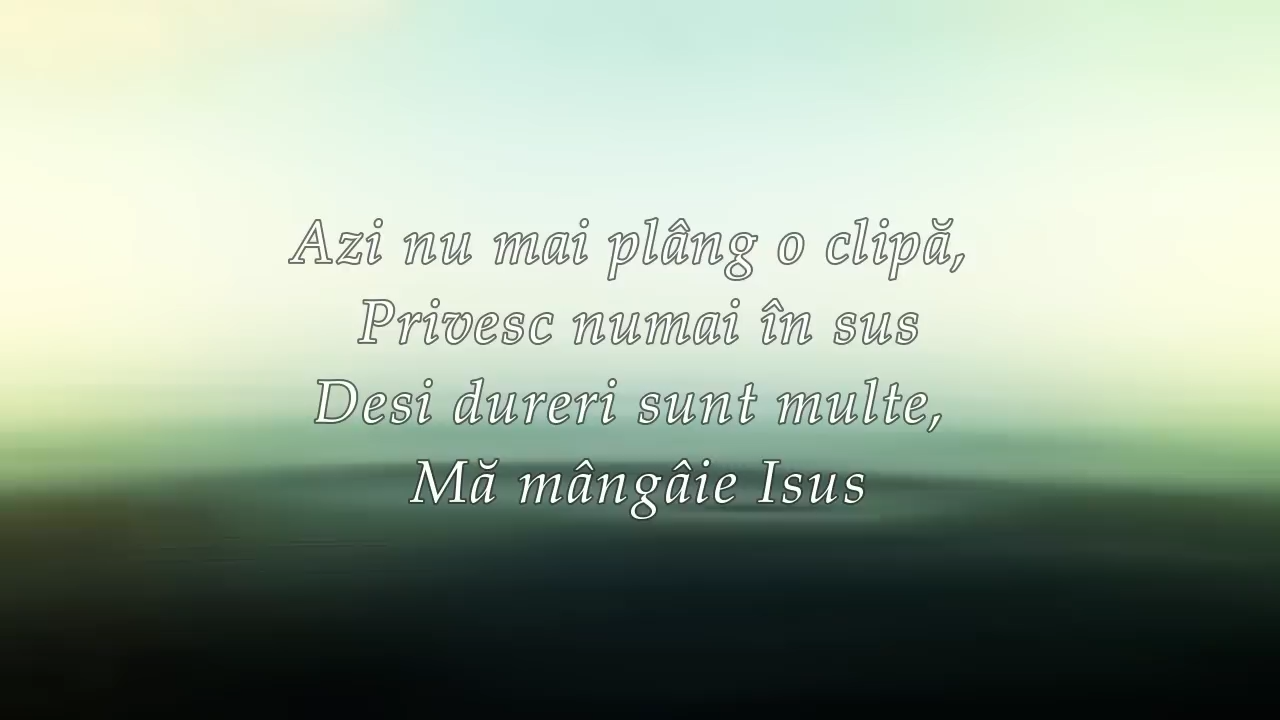 Azi nu mai plâng o clipă,
Privesc numai în sus
Desi dureri sunt multe,
Mă mângâie Isus